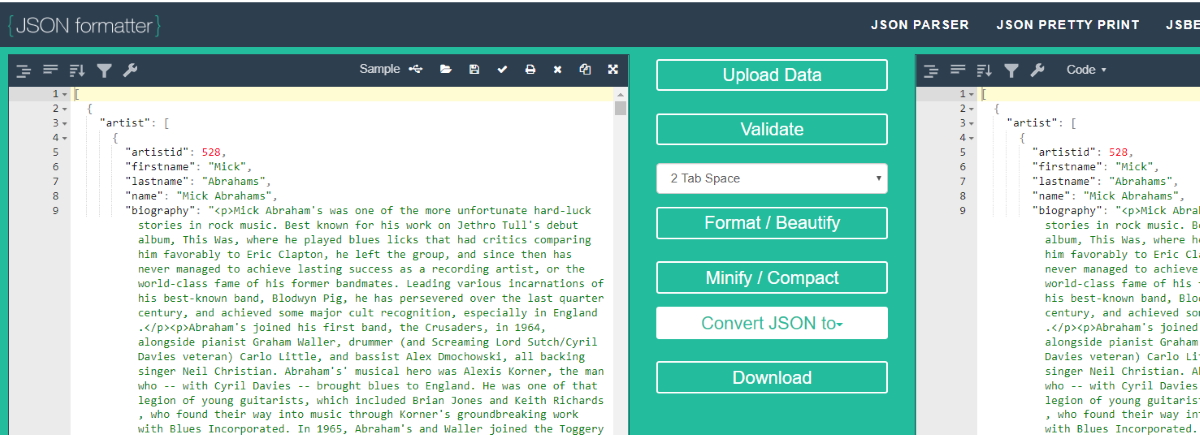 {JSON formatter}
JSON PARSER JSON PRETTY PRINT JSBE
Sample
1 [
2 {
3 "artist": [
4 {
5 "artistid": 528,
6 "firstname": "Mick",
7 "lastname": "Abrahams",
8 "name": "Mick Abrahams",
9 "biography": "<p>Mick Abraham's was one of the more unfortunate hard-luck
stories in rock music. Best known for his work on Jethro Tull's debut
album, This Was, where he played blues licks that had critics comparing
him favorably to Eric Clapton, he left the group, and since then has
never managed to achieve lasting success as a recording artist, or the
world-class fame of his former bandmates. Leading various incarnations of
his best-known band, Blodwyn Pig, he has persevered over the last quarter
century, and achieved some major cult recognition, especially in England
.</p><p>Abraham's joined his first band, the Crusaders, in 1964,
alongside pianist Graham Waller, drummer (and Screaming Lord Sutch/Cyril
Davies veteran) Carlo Little, and bassist Alex Dmochowski, all backing
singer Neil Christian. Abraham's' musical hero was Alexis Korner, the man
who -- with Cyril Davies -- brought blues to England. He was one of that
legion of young guitarists, which included Brian Jones and Keith Richards
, who found their way into music through Korner's groundbreaking work
with Blues Incorporated. In 1965, Abraham's and Waller joined the Toggery
Upload Data
Validate
2 Tab Space
Format / Beautify
Minify / Compact
Convert JSON to
Download
Code
1 [
2 {
3 "artist": [
4 {
5 "artistid": 528,
6 "firstname": "Mick",
7 "lastname": "Abrahams",
8 "name": "Mick Abrahams",
9 "biography": "<p>Mick Abra
stories in rock music. Be
album, This Was, where he
him favorably to Eric Cla
never managed to achieve
world-class fame of his
his best-known band, Blo
century, and achieved so
.</p><p>Abraham's joined
alongside pianist Graham
Davies veteran) Carlo Li
singer Neil Christian. A
who -- with Cyril Davies
legion of young guitaris
, who found their way in
with Blues Incorporated.